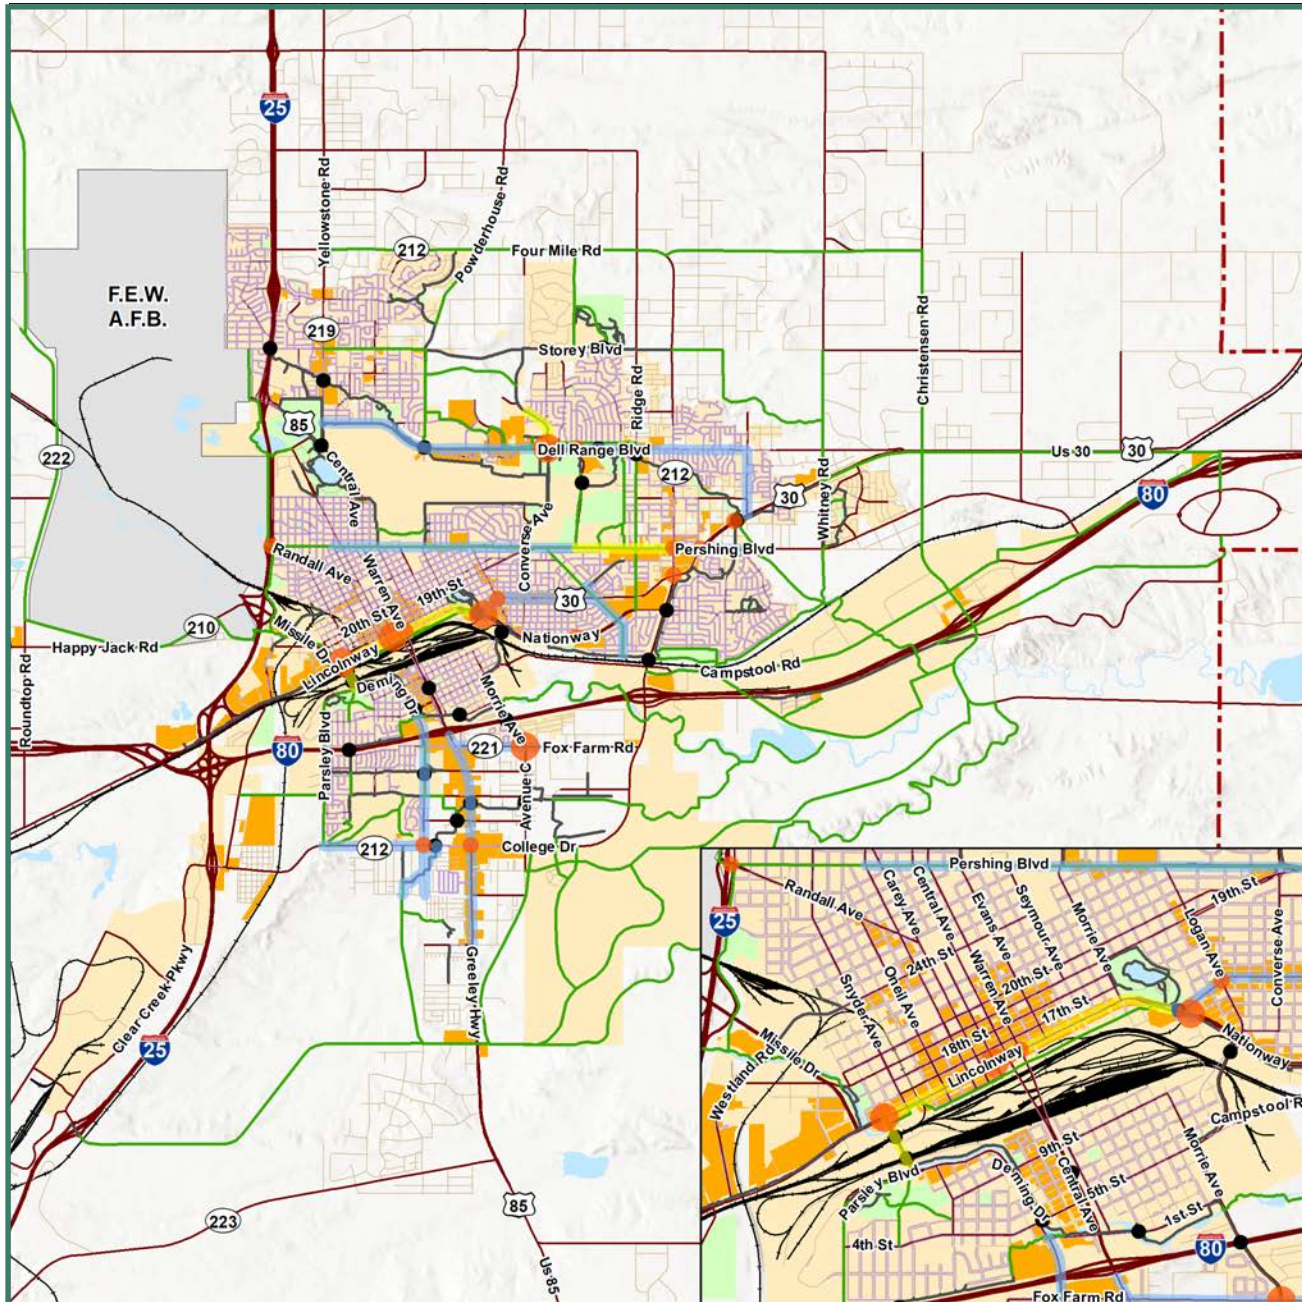 25
Yellowstone Rd
Powderhouse Rd
212
Four Mile Rd
F.E.W.
A.F.B.
219
Christensen Rd
Storey Blvd
Ridge Rd
85
222
Central Ave
Dell Range Blvd
212
Us 30
30
80
30
Whitney Rd
Converse Ave
Randall Ave
Warren Ave
Pershing Blvd
19th St
20th St
30
210
Happy Jack Rd
Missile Dr
Lincolnway
Nationway
Campstool Rd
Deming Dr
Morrie Ave
Roundtop Rd
Parsley Blvd
80
221
Fox Farm Rd
Avenue C
212
College Dr
Greeley Hwy
Clear Creek Pkwy
25
223
85
Us 85
Pershing Blvd
Randall Ave
Carey Ave
Central Ave
Evans Ave
Seymour Ave
Morrie Ave
Logan Ave
19th St
25
24th St
20th St
Warren Ave
17th St
Oneil Ave
Snyder Ave
18th St
Converse Ave
Missile Dr
Westland Rd
Lincolnway
Nationway
Campstool R
9th St
Parsley Blvd
Deming Dr
Central Ave
5th St
Morrie Ave
1st St
4th St
80
Fox Farm Rd